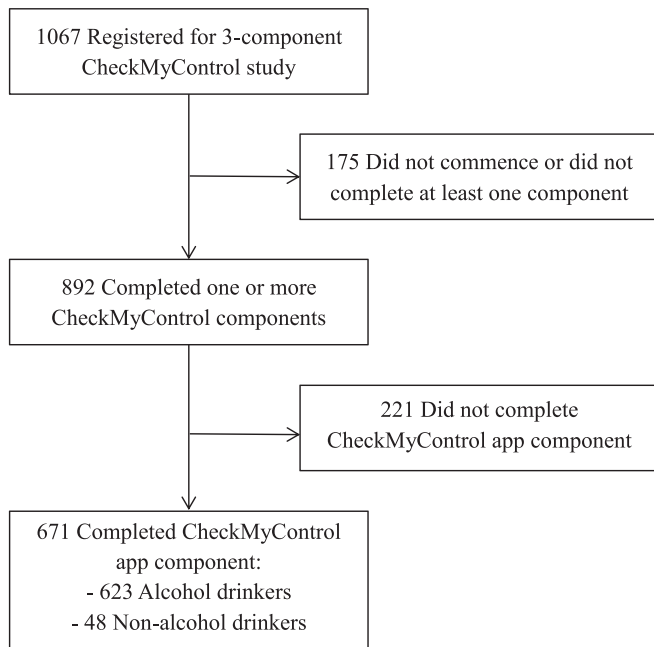 1067 Registered for 3-component
CheckMyControl study
175 Did not commence or did not
complete at least one component
892 Completed one or more
CheckMyControl components
221 Did not complete
CheckMyControl app component
671 Completed CheckMyControl
app component:
- 623 Alcohol drinkers
- 48 Non-alcohol drinkers